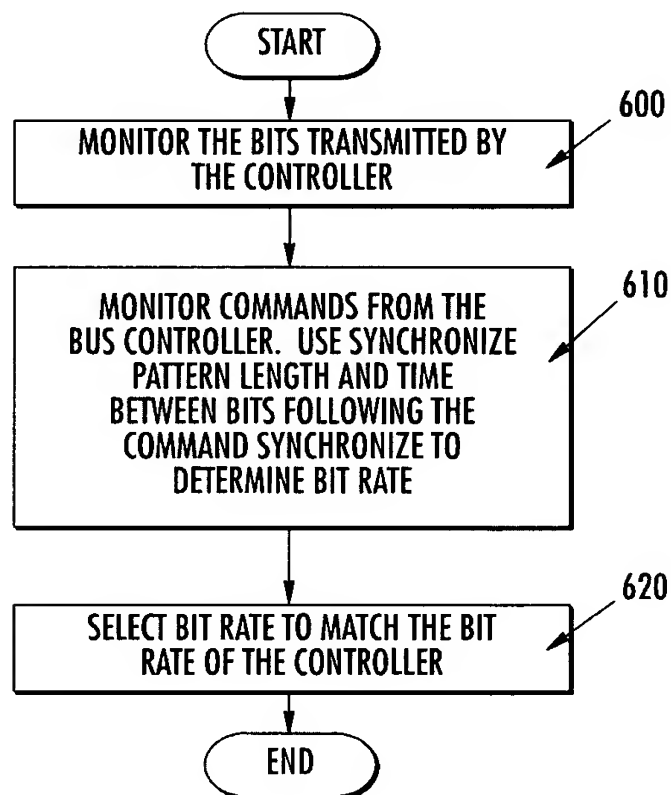 START
600
MONITOR THE BITS TRANSMITTED BY
THE CONTROLLER
610
MONITOR COMMANDS FROM THE
BUS CONTROLLER. USE SYNCHRONIZE
PATTERN LENGTH AND TIME
BETWEEN BITS FOLLOWING THE
COMMAND SYNCHRONIZE TO
DETERMINE BIT RATE
620
SELECT BIT RATE TO MATCH THE BIT
RATE OF THE CONTROLLER
END